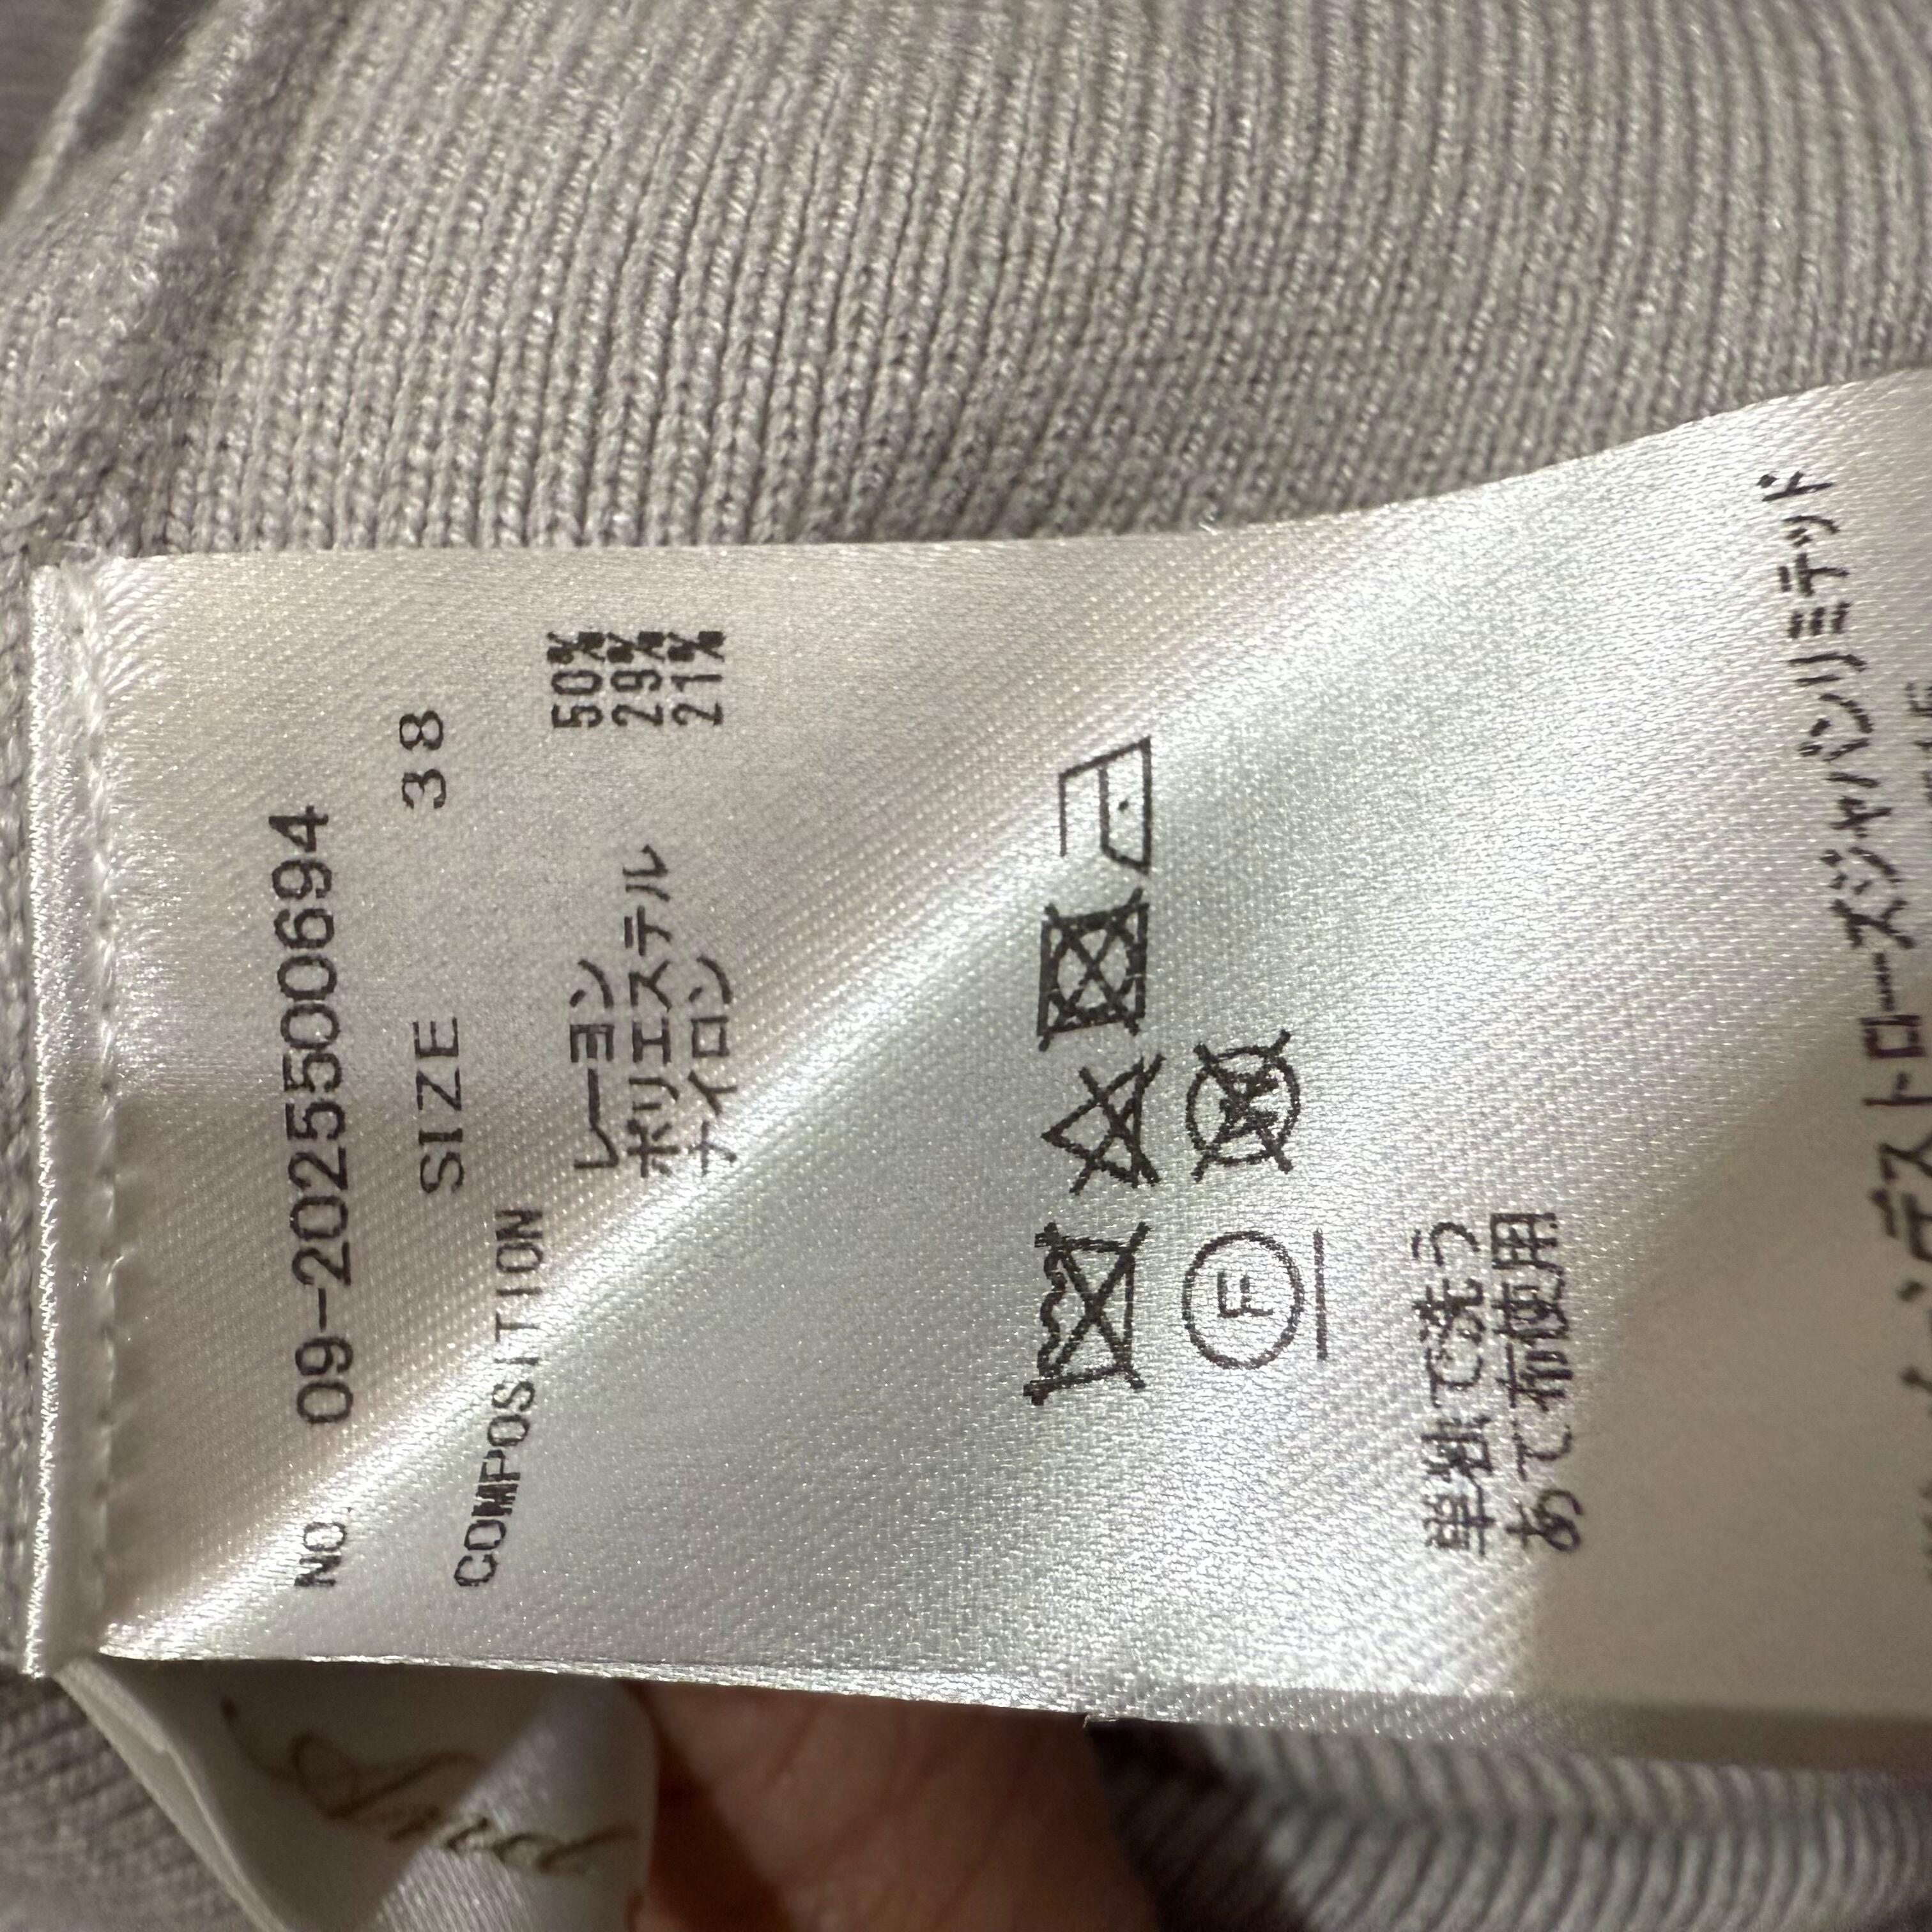 NO. 09-2025500694
SIZE 38
COMPOSITION
レーヨン 50%
ポリエステル 29%
ナイロン 21%
F
W
単独で洗う
あて布使用
ストローズジャパンリミテッド